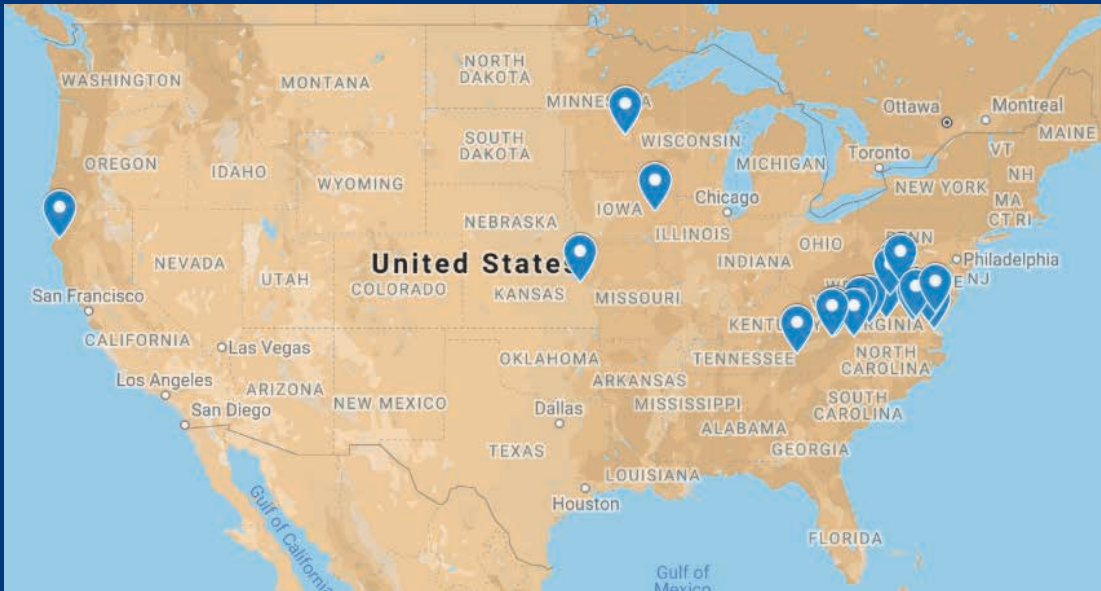 WASHINGTON
MONTANA
NORTH
DAKOTA
MINNES
A
Ottawa
Montreal
MAINE
OREGON
IDAHO
WYOMING
SOUTH
DAKOTA
WISCONSIN
MICHIGAN
Toronto
VT
NH
NEW YORK
MA
CT RI
NEBRASKA
IOWA
Chicago
ILLINOIS
INDIANA
OHIO
PENN
Philadelphia
NJ
NEVADA
UTAH
COLORADO
United States
KANSAS
MISSOURI
San Francisco
CALIFORNIA
Las Vegas
KENTUCKY
VIRGINIA
OKLAHOMA
TENNESSEE
NORTH
CAROLINA
Los Angeles
ARIZONA
NEW MEXICO
ARKANSAS
MISSISSIPPI
SOUTH
CAROLINA
San Diego
Dallas
ALABAMA
GEORGIA
TEXAS
LOUISIANA
Houston
Gulf of California
FLORIDA
Gulf of
Mexico